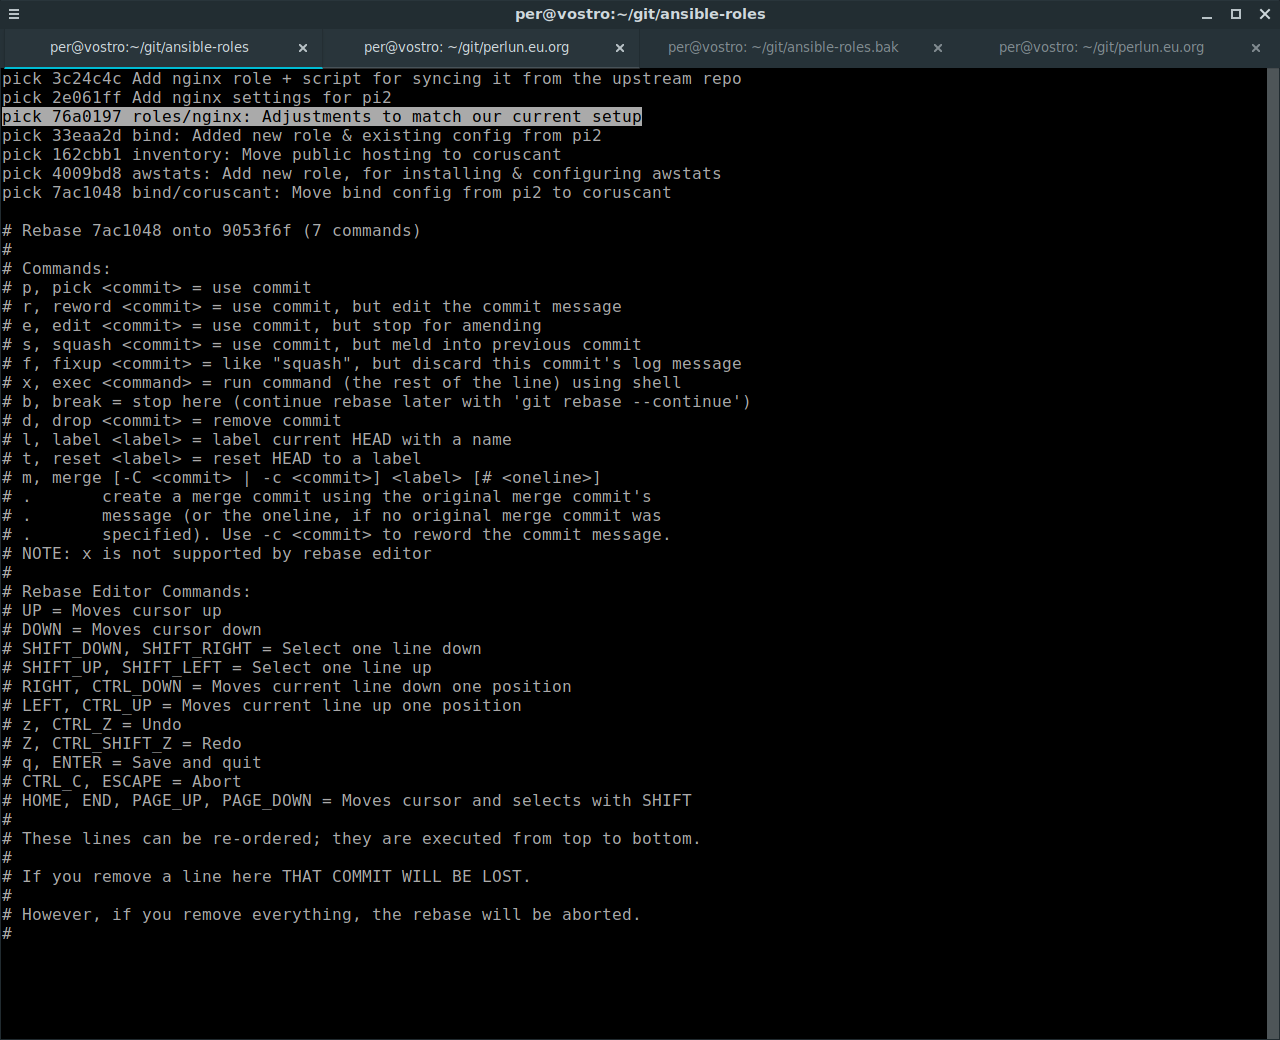 per@vostro:~/git/ansible-roles
per@vostro:~/git/ansible-roles
per@vostro: ~/git/perlun.eu.org
per@vostro: ~/git/ansible-roles.bak
per@vostro: ~/git/perlun.eu.org
pick 3c24c4c Add nginx role + script for syncing it from the upstream repo
pick 2e061ff Add nginx settings for pi2
pick 76a0197 roles/nginx: Adjustments to match our current setup
pick 33eaa2d bind: Added new role & existing config from pi2
pick 162cbb1 inventory: Move public hosting to coruscant
pick 4009bd8 awstats: Add new role, for installing & configuring awstats
pick 7ac1048 bind/coruscant: Move bind config from pi2 to coruscant
# Rebase 7ac1048 onto 9053f6f (7 commands)
#
# Commands:
# p, pick <commit> = use commit
# r, reword <commit> = use commit, but edit the commit message
# e, edit <commit> = use commit, but stop for amending
# s, squash <commit> = use commit, but meld into previous commit
# f, fixup <commit> = like "squash", but discard this commit's log message
# x, exec <command> = run command (the rest of the line) using shell
# b, break = stop here (continue rebase later with 'git rebase --continue')
# d, drop <commit> = remove commit
# l, label <label> = label current HEAD with a name
# t, reset <label> = reset HEAD to a label
# m, merge [-C <commit> | -c <commit>] <label> [# <oneline>]
# .       create a merge commit using the original merge commit's
# .       message (or the oneline, if no original merge commit was
# .       specified). Use -c <commit> to reword the commit message.
# NOTE: x is not supported by rebase editor
#
# Rebase Editor Commands:
# UP = Moves cursor up
# DOWN = Moves cursor down
# SHIFT_DOWN, SHIFT_RIGHT = Select one line down
# SHIFT_UP, SHIFT_LEFT = Select one line up
# RIGHT, CTRL_DOWN = Moves current line down one position
# LEFT, CTRL_UP = Moves current line up one position
# z, CTRL_Z = Undo
# Z, CTRL_SHIFT_Z = Redo
# q, ENTER = Save and quit
# CTRL_C, ESCAPE = Abort
# HOME, END, PAGE_UP, PAGE_DOWN = Moves cursor and selects with SHIFT
#
# These lines can be re-ordered; they are executed from top to bottom.
#
# If you remove a line here THAT COMMIT WILL BE LOST.
#
# However, if you remove everything, the rebase will be aborted.
#